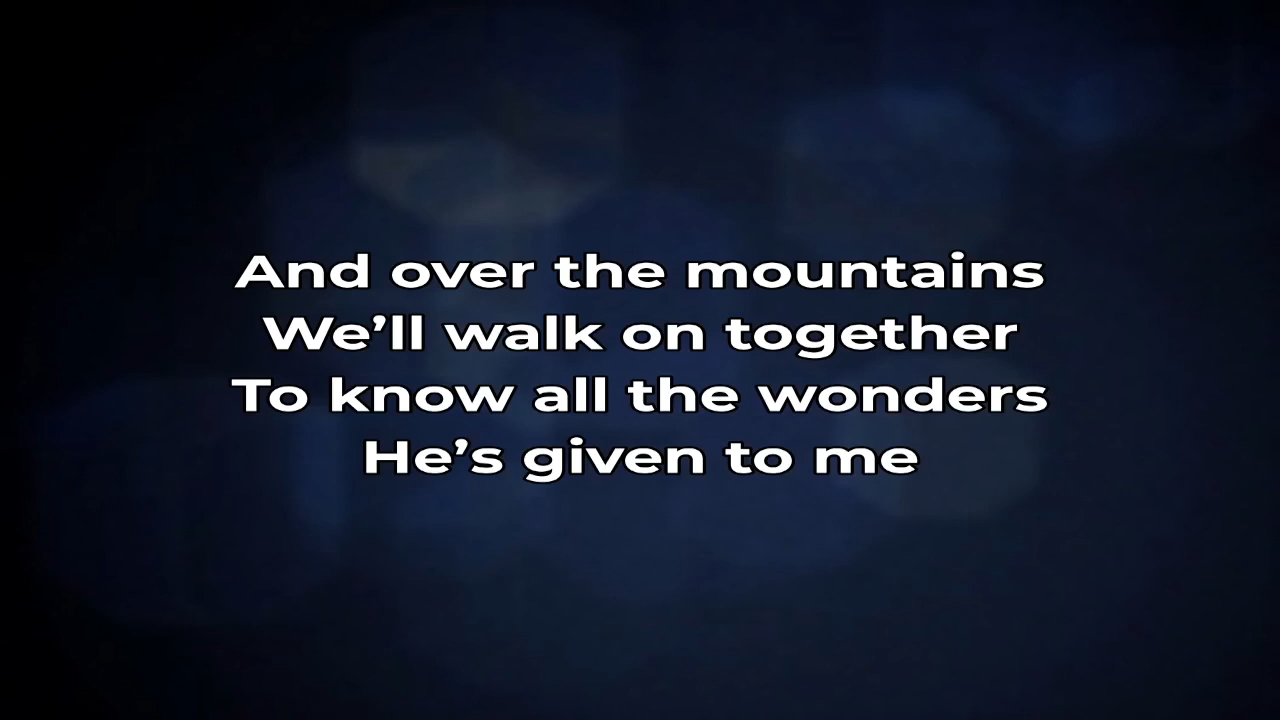 And over the mountains
We’ll walk on together
To know all the wonders
He’s given to me